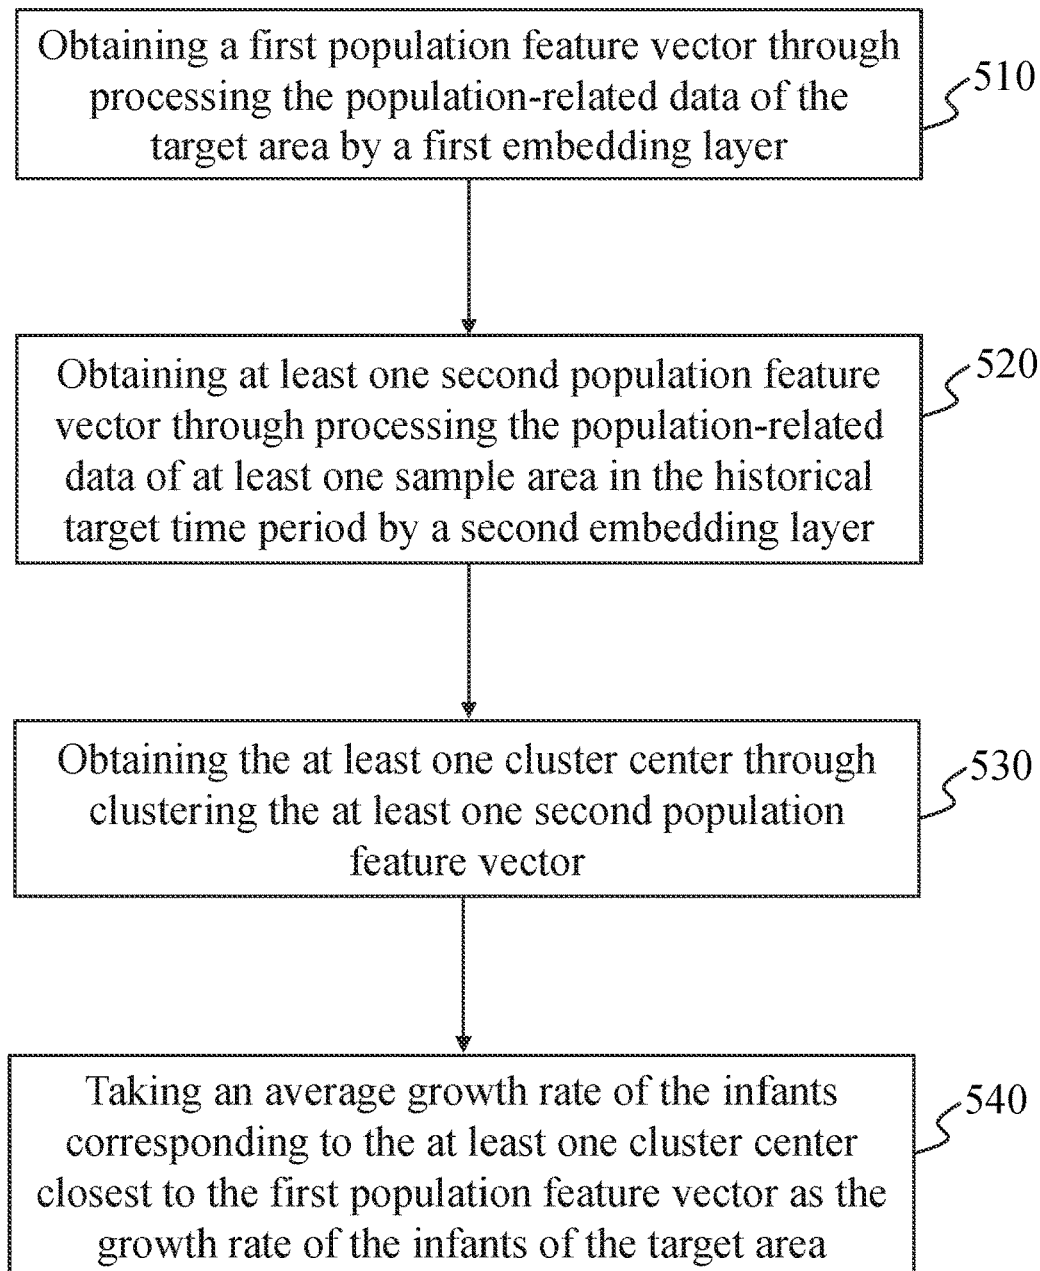 Obtaining a first population feature vector through
processing the population-related data of the
target area by a first embedding layer
510
Obtaining at least one second population feature
vector through processing the population-related
data of at least one sample area in the historical
target time period by a second embedding layer
520
Obtaining the at least one cluster center through
clustering the at least one second population
feature vector
530
Taking an average growth rate of the infants
corresponding to the at least one cluster center
closest to the first population feature vector as the
growth rate of the infants of the target area
540